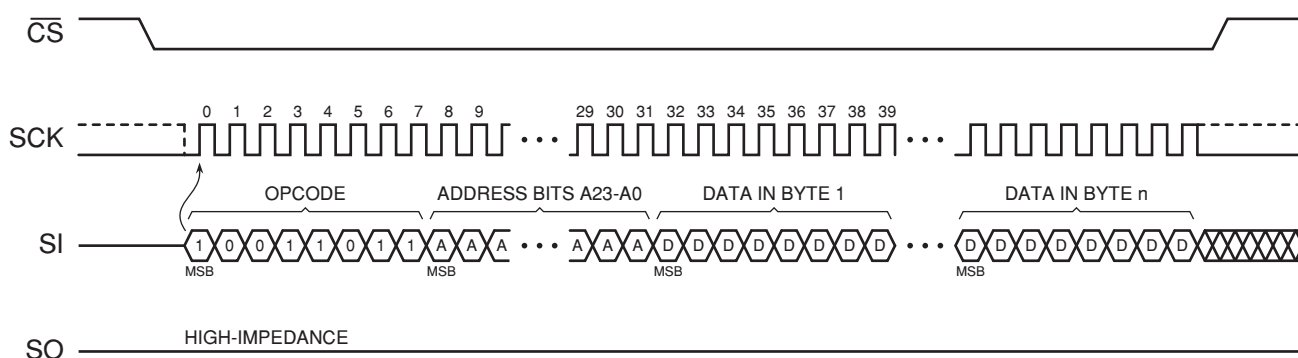 CS
0 1 2 3 4 5 6 7 8 9 29 30 31 32 33 34 35 36 37 38 39
SCK
OPCODE ADDRESS BITS A23-A0 DATA IN BYTE 1 DATA IN BYTE n
SI 1 0 0 1 1 0 1 1 A A A A A A D D D D D D D D D D D D D D D D
MSB MSB MSB MSB
HIGH-IMPEDANCE
SO